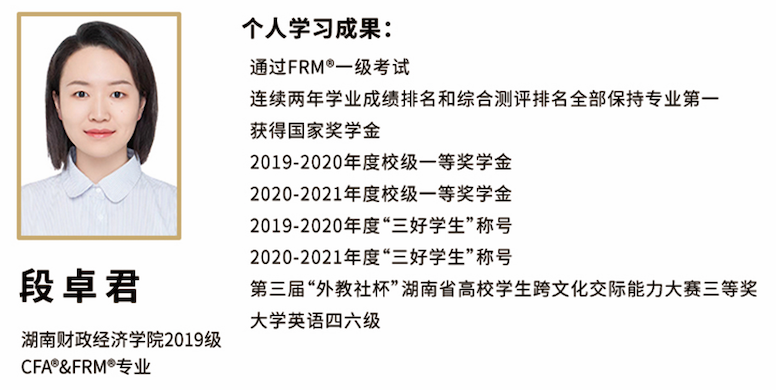 个人学习成果：
通过FRM®一级考试
连续两年学业成绩排名和综合测评排名全部保持专业第一
获得国家奖学金
2019-2020年度校级一等奖学金
2020-2021年度校级一等奖学金
2019-2020年度“三好学生”称号
2020-2021年度“三好学生”称号
第三届“外教社杯”湖南省高校学生跨文化交际能力大赛三等奖
大学英语四六级
段卓君
湖南财政经济学院2019级
CFA®&FRM®专业